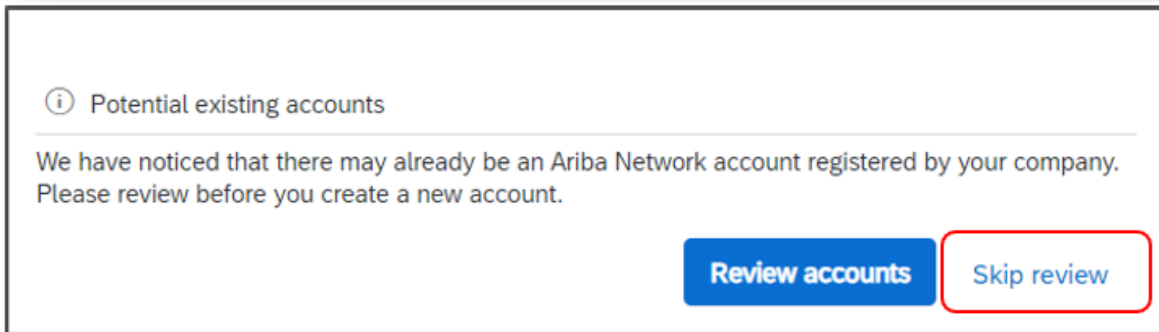 Potential existing accounts
We have noticed that there may already be an Ariba Network account registered by your company.
Please review before you create a new account.
Review accounts Skip review